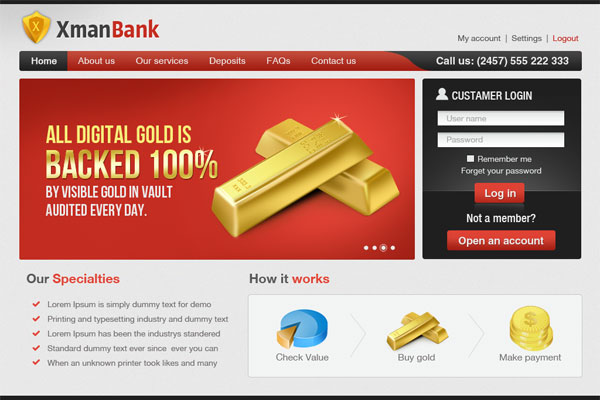 X
XmanBank
My account | Settings | Logout
Home About us Our services Deposits FAQs Contact us
Call us: (2457) 555 222 333
ALL DIGITAL GOLD IS
BACKED 100%
BY VISIBLE GOLD IN VAULT
AUDITED EVERY DAY.
CUSTAMER LOGIN
User name
Password
Remember me
Forget your password
Log in
Not a member?
Open an account
Our Specialties
Lorem Ipsum is simply dummy text for demo
Printing and typesetting industry and dummy text
Lorem Ipsum has been the industrys standered
Standard dummy text ever since ever you can
When an unknown printer took likes and many
How it works
Check Value
Buy gold
Make payment